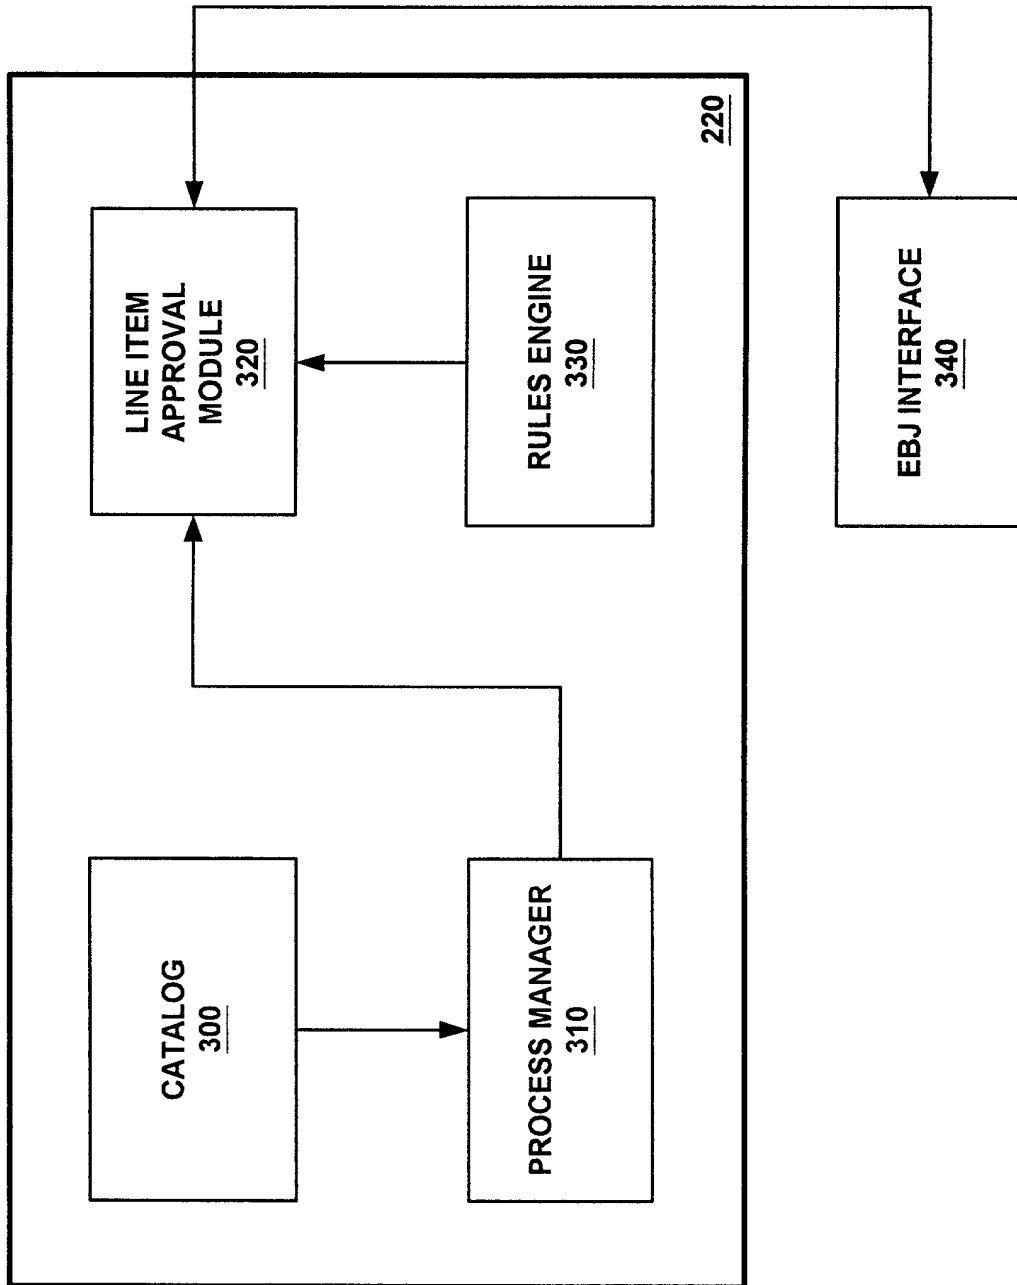 CATALOG
300
LINE ITEM
APPROVAL
MODULE
320
PROCESS MANAGER
310
RULES ENGINE
330
220
EBJ INTERFACE
340